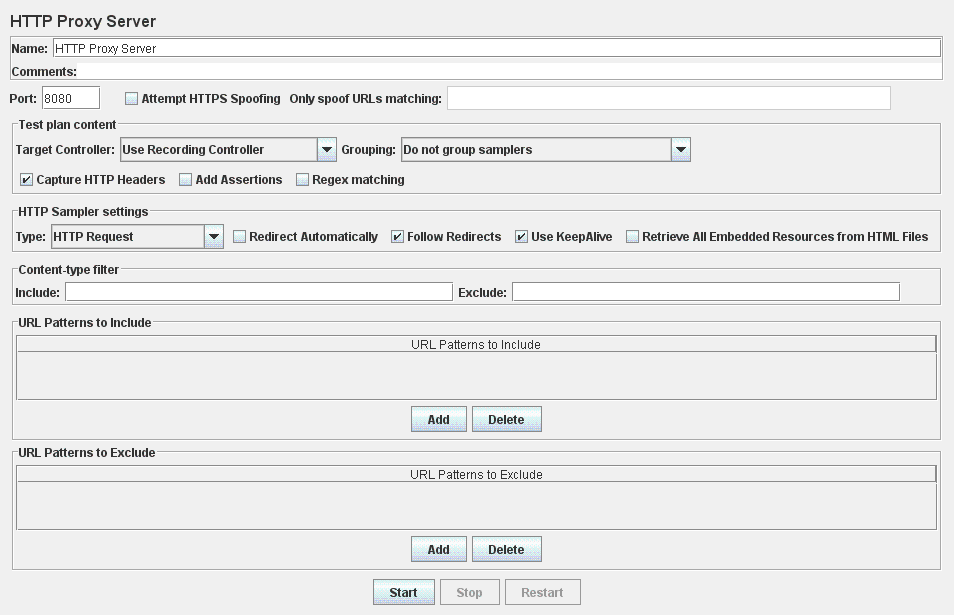 HTTP Proxy Server
Name: HTTP Proxy Server
Comments:
Port: 8080 Attempt HTTPS Spoofing Only spoof URLs matching:
Test plan content
Target Controller: Use Recording Controller Grouping: Do not group samplers
Capture HTTP Headers Add Assertions Regex matching
HTTP Sampler settings
Type: HTTP Request Redirect Automatically Follow Redirects Use KeepAlive Retrieve All Embedded Resources from HTML Files
Content-type filter
Include: Exclude:
URL Patterns to Include
URL Patterns to Include
Add Delete
URL Patterns to Exclude
URL Patterns to Exclude
Add Delete
Start Stop Restart